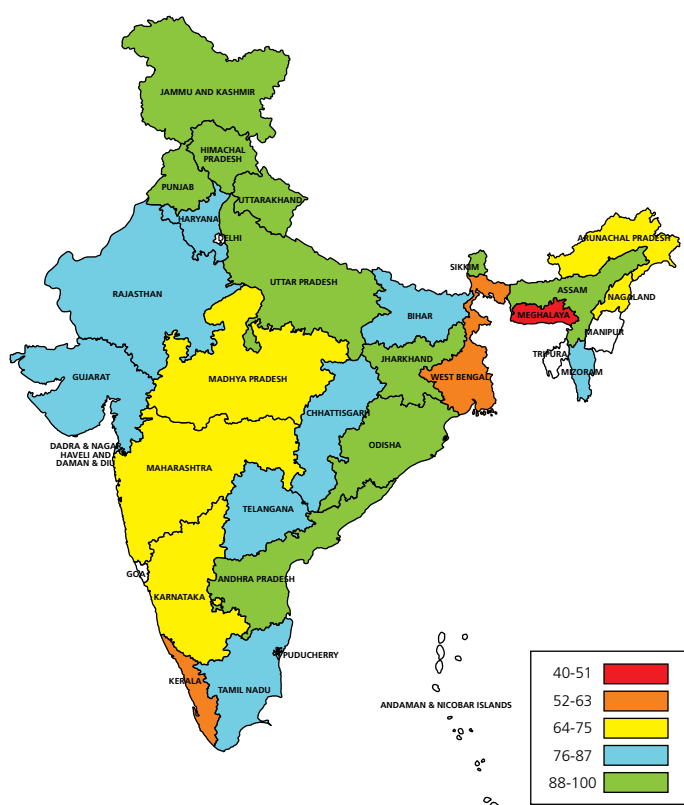 JAMMU AND KASHMIR
HIMACHAL
PRADESH
PUNJAB
UTTARAKHAND
HARYANA
DELHI
ARUNACHAL PRADESH
SIKKIM
UTTAR PRADESH
ASSAM
RAJASTHAN
NAGALAND
BIHAR
MEGHALAYA
MANIPUR
TRIPURA
JHARKHAND
MIZORAM
GUJARAT
MADHYA PRADESH
WEST BENGAL
CHHATTISGARH
DADRA & NAGAR
HAVELI AND
DAMAN & DIU
ODISHA
MAHARASHTRA
TELANGANA
GOA
ANDHRA PRADESH
KARNATAKA
PUDUCHERRY
KERALA
TAMIL NADU
ANDAMAN & NICOBAR ISLANDS
40-51
52-63
64-75
76-87
88-100